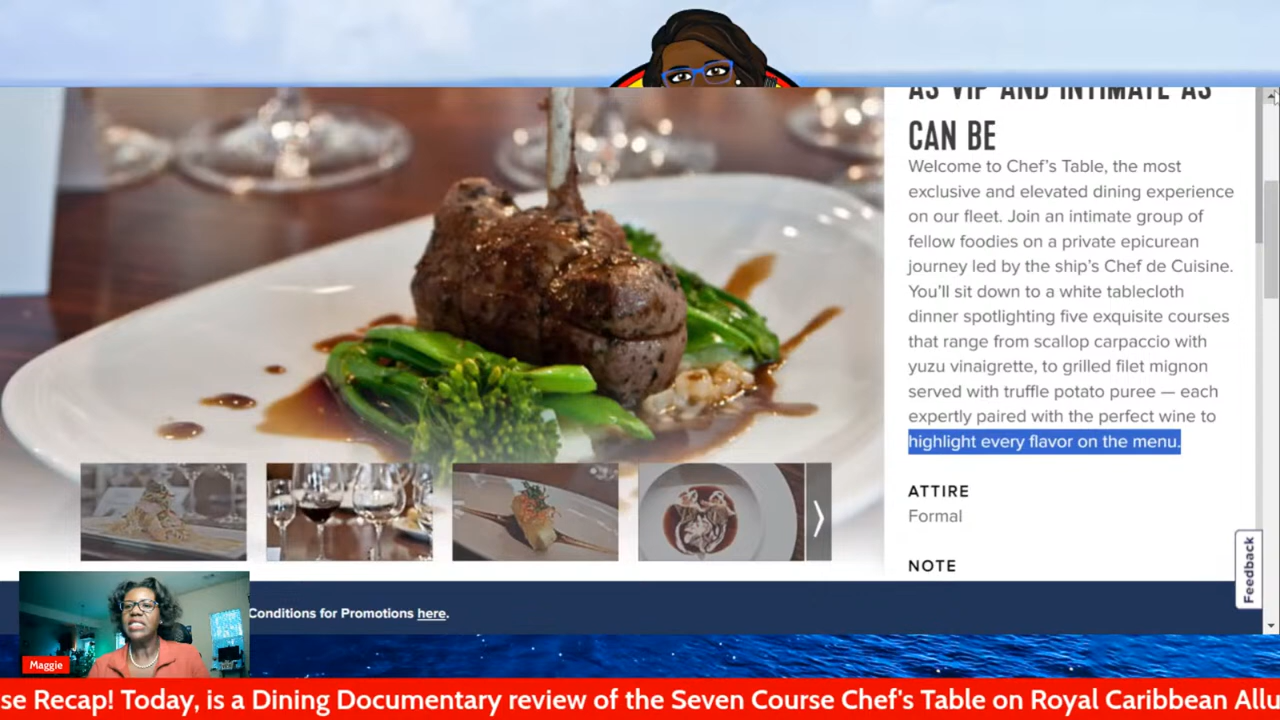 AS VIP AND INTIMATE AS
CAN BE
Welcome to Chef's Table, the most
exclusive and elevated dining experience
on our fleet. Join an intimate group of
fellow foodies on a private epicurean
journey led by the ship's Chef de Cuisine.
You'll sit down to a white tablecloth
dinner spotlighting five exquisite courses
that range from scallop carpaccio with
yuzu vinaigrette, to grilled filet mignon
served with truffle potato puree — each
expertly paired with the perfect wine to
highlight every flavor on the menu.
ATTIRE
Formal
NOTE
Feedback
Conditions for Promotions here.
Maggie
se Recap! Today, is a Dining Documentary review of the Seven Course Chef's Table on Royal Caribbean Allu